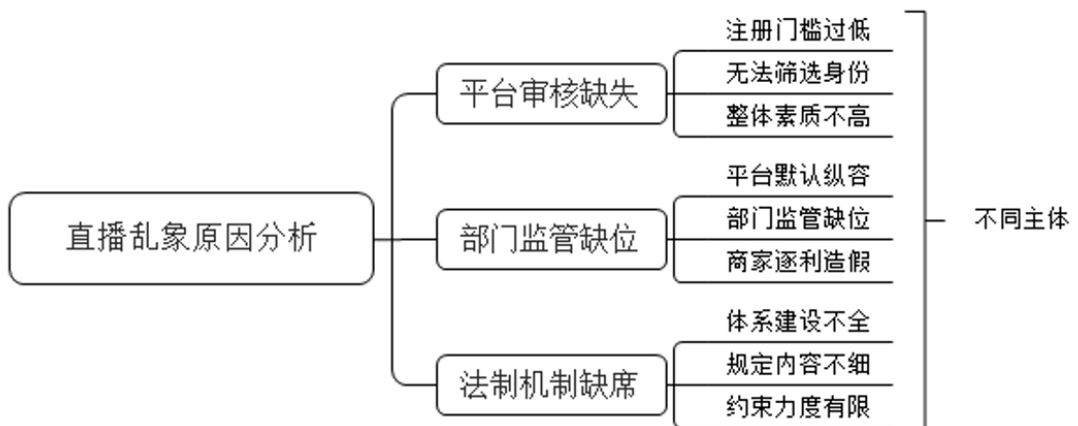 直播乱象原因分析
平台审核缺失
注册门槛过低
无法筛选身份
整体素质不高
部门监管缺位
平台默认纵容
部门监管缺位
商家逐利造假
法制机制缺席
体系建设不全
规定内容不细
约束力度有限
不同主体